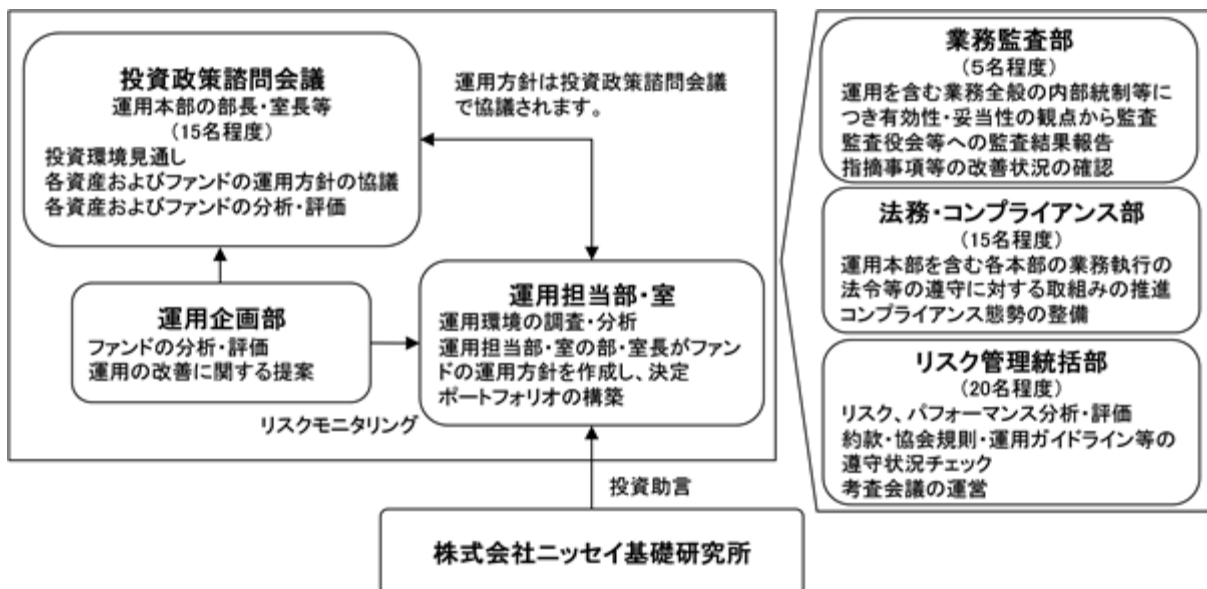 投資政策諮問会議
運用本部の部長・室長等
(15名程度)
投資環境見通し
各資産およびファンドの運用方針の協議
各資産およびファンドの分析・評価
運用方針は投資政策諮問会議
で協議されます。
運用企画部
ファンドの分析・評価
運用の改善に関する提案
リスクモニタリング
運用担当部・室
運用環境の調査・分析
運用担当部・室の部・室長がファン
ドの運用方針を作成し、決定
ポートフォリオの構築
投資助言
株式会社ニッセイ基礎研究所
業務監査部
(5名程度)
運用を含む業務全般の内部統制等に
つき有効性・妥当性の観点から監査
監査役会等への監査結果報告
指摘事項等の改善状況の確認
法務・コンプライアンス部
(15名程度)
運用本部を含む各本部の業務執行の
法令等の遵守に対する取組みの推進
コンプライアンス態勢の整備
リスク管理統括部
(20名程度)
リスク、パフォーマンス分析・評価
約款・協会規則・運用ガイドライン等の
遵守状況チェック
考査会議の運営